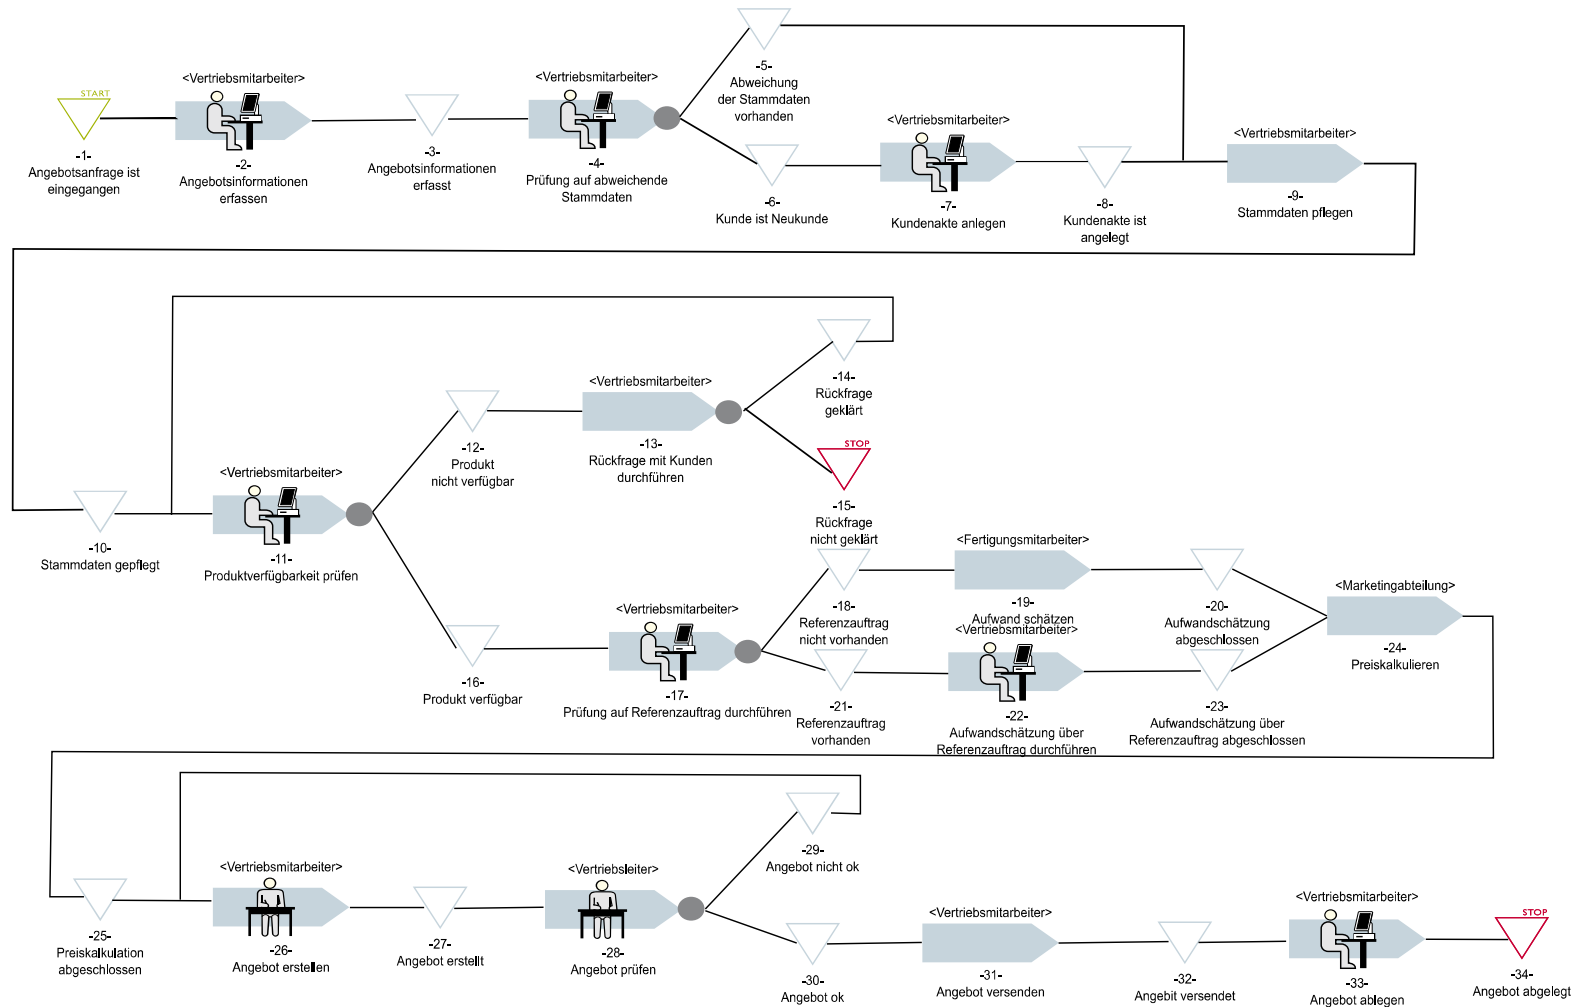 START
-1-
Angebotsanfrage ist
eingegangen
<Vertriebsmitarbeiter>
-2-
Angebotsinformationen
erfassen
-3-
Angebotsinformationen
erfasst
<Vertriebsmitarbeiter>
-4-
Prüfung auf abweichende
Stammdaten
-5-
Abweichung
der Stammdaten
vorhanden
-6-
Kunde ist Neukunde
<Vertriebsmitarbeiter>
-7-
Kundenakte anlegen
-8-
Kundenakte ist
angelegt
<Vertriebsmitarbeiter>
-9-
Stammdaten pflegen
-10-
Stammdaten gepflegt
<Vertriebsmitarbeiter>
-11-
Produktverfügbarkeit prüfen
-12-
Produkt
nicht verfügbar
<Vertriebsmitarbeiter>
-13-
Rückfrage mit Kunden
durchführen
-14-
Rückfrage
geklärt
STOP
-15-
Rückfrage
nicht geklärt
-16-
Produkt verfügbar
<Vertriebsmitarbeiter>
-17-
Prüfung auf Referenzauftrag durchführen
-18-
Referenzauftrag
nicht vorhanden
<Fertigungsmitarbeiter>
-19-
Aufwand schätzen
-20-
Aufwandschätzung
abgeschlossen
-21-
Referenzauftrag
vorhanden
<Vertriebsmitarbeiter>
-22-
Aufwandschätzung über
Referenzauftrag durchführen
-23-
Aufwandschätzung über
Referenzauftrag abgeschlossen
<Marketingabteilung>
-24-
Preiskalkulieren
-25-
Preiskalkulation
abgeschlossen
<Vertriebsmitarbeiter>
-26-
Angebot erstellen
-27-
Angebot erstellt
<Vertriebsleiter>
-28-
Angebot prüfen
-29-
Angebot nicht ok
-30-
Angebot ok
<Vertriebsmitarbeiter>
-31-
Angebot versenden
-32-
Angebit versendet
<Vertriebsmitarbeiter>
-33-
Angebot ablegen
STOP
-34-
Angebot abgelegt